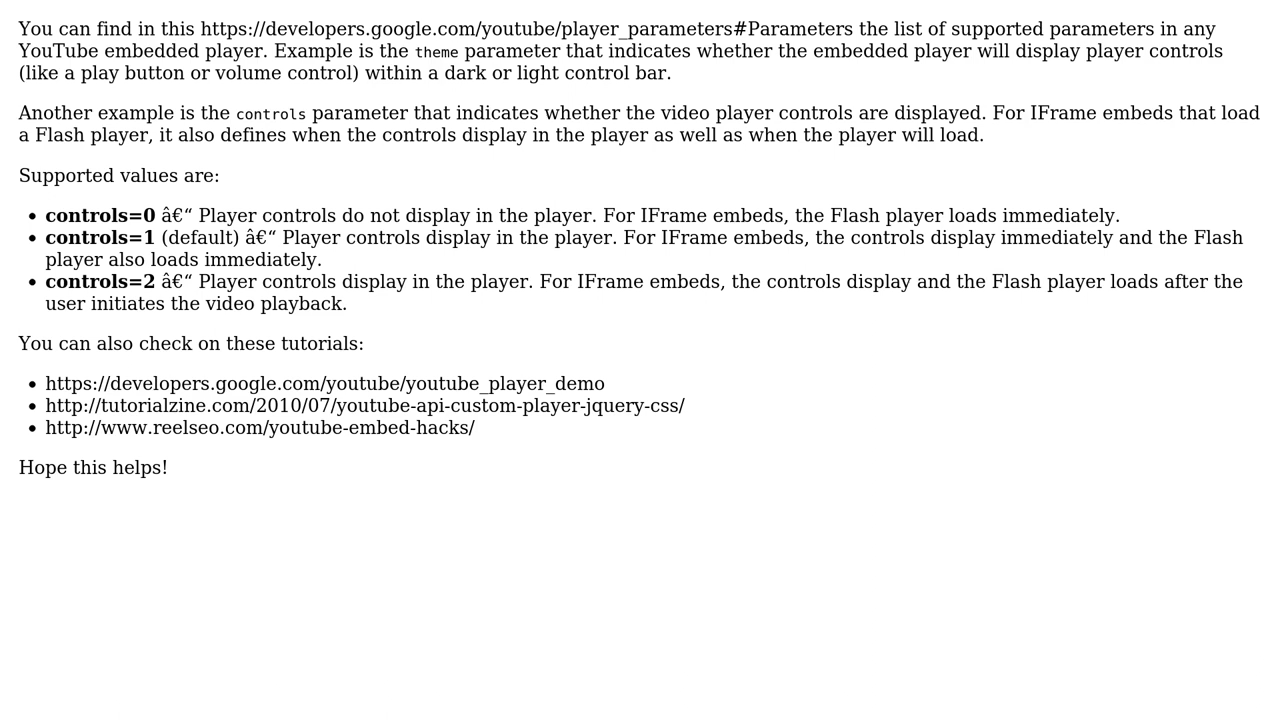 You can find in this https://developers.google.com/youtube/player_parameters#Parameters the list of supported parameters in any
YouTube embedded player. Example is the theme parameter that indicates whether the embedded player will display player controls
(like a play button or volume control) within a dark or light control bar.
Another example is the controls parameter that indicates whether the video player controls are displayed. For IFrame embeds that load
a Flash player, it also defines when the controls display in the player as well as when the player will load.
Supported values are:
• controls=0 â€“ Player controls do not display in the player. For IFrame embeds, the Flash player loads immediately.
• controls=1 (default) â€“ Player controls display in the player. For IFrame embeds, the controls display immediately and the Flash
player also loads immediately.
• controls=2 â€“ Player controls display in the player. For IFrame embeds, the controls display and the Flash player loads after the
user initiates the video playback.
You can also check on these tutorials:
• https://developers.google.com/youtube/youtube_player_demo
• http://tutorialzine.com/2010/07/youtube-api-custom-player-jquery-css/
• http://www.reelseo.com/youtube-embed-hacks/
Hope this helps!